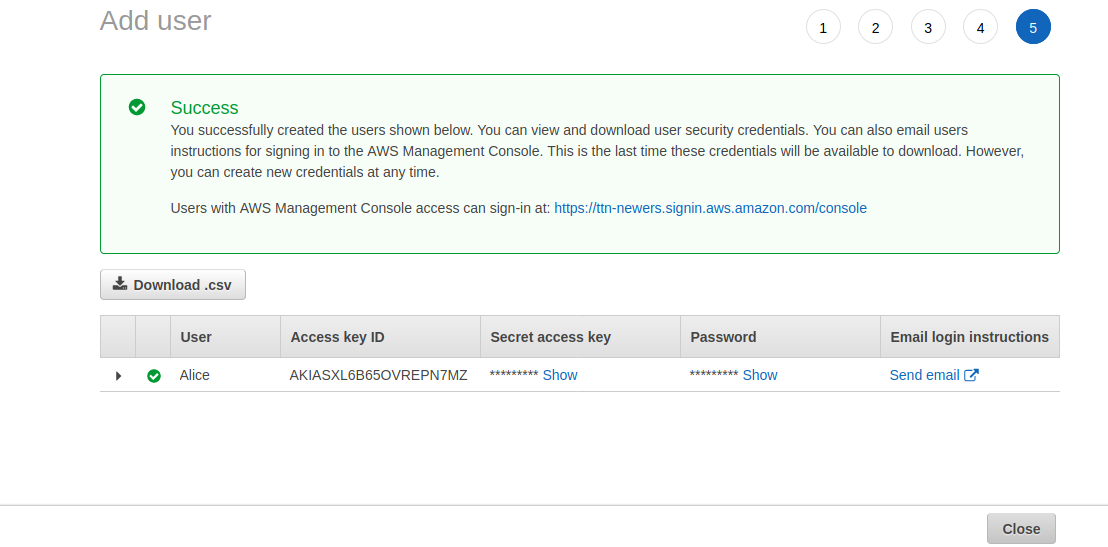 Add user
1 2 3 4 5
Success
You successfully created the users shown below. You can view and download user security credentials. You can also email users
instructions for signing in to the AWS Management Console. This is the last time these credentials will be available to download. However,
you can create new credentials at any time.
Users with AWS Management Console access can sign-in at: https://ttn-newers.signin.aws.amazon.com/console
Download .csv
User Access key ID Secret access key Password Email login instructions
Alice AKIASXL6B65OVREPN7MZ ********* Show ********* Show Send email
Close